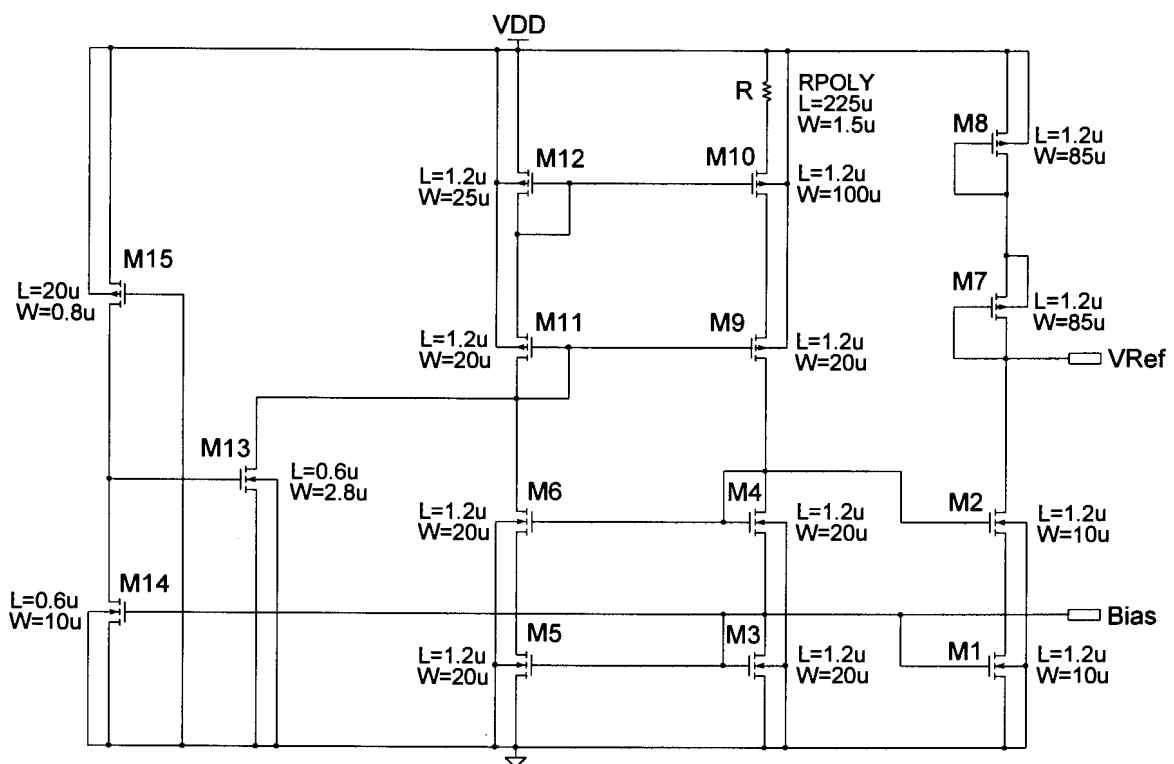 VDD
R
RPOLY
L=225u
W=1.5u
M8
L=1.2u
W=85u
M12
L=1.2u
W=25u
M10
L=1.2u
W=100u
M15
L=20u
W=0.8u
M7
L=1.2u
W=85u
M11
L=1.2u
W=20u
M9
L=1.2u
W=20u
VRef
M13
L=0.6u
W=2.8u
M6
L=1.2u
W=20u
M4
L=1.2u
W=20u
M2
L=1.2u
W=10u
M14
L=0.6u
W=10u
Bias
M5
L=1.2u
W=20u
M3
L=1.2u
W=20u
M1
L=1.2u
W=10u